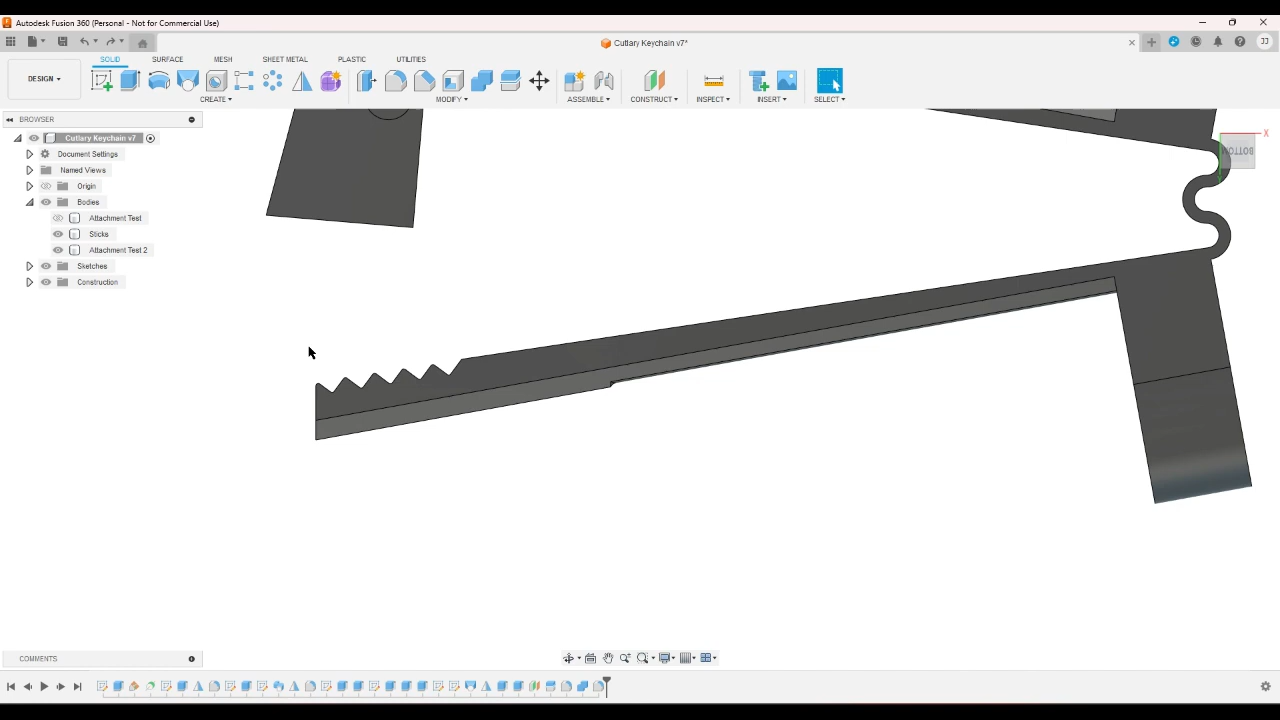 Autodesk Fusion 360 (Personal - Not for Commercial Use)
Cutlary Keychain v7*
JJ
DESIGN
SOLID SURFACE MESH SHEET METAL PLASTIC UTILITIES
CREATE MODIFY ASSEMBLE CONSTRUCT INSPECT INSERT SELECT
BROWSER
Cutlary Keychain v7
Document Settings
Named Views
Origin
Bodies
Attachment Test
Sticks
Attachment Test 2
Sketches
Construction
X
BOTTOM
COMMENTS